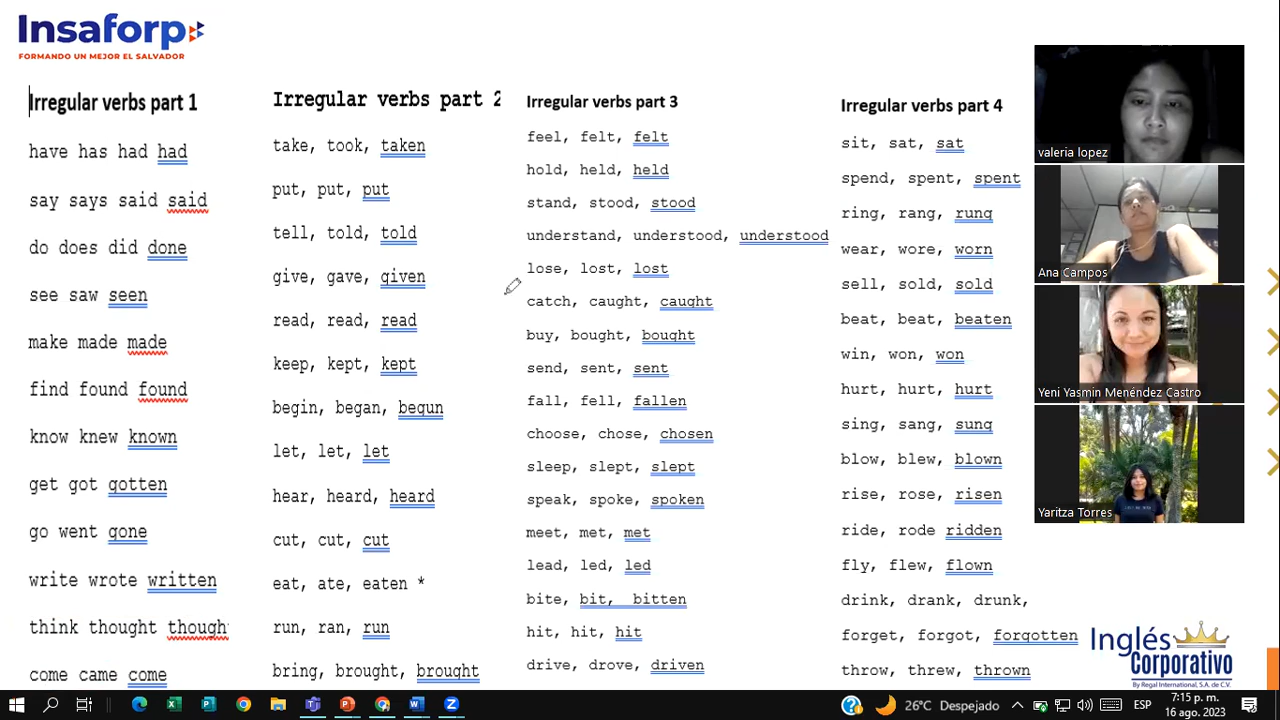 Insaforp
FORMANDO UN MEJOR EL SALVADOR
Irregular verbs part 1
have has had had
say says said said
do does did done
see saw seen
make made made
find found found
know knew known
get got gotten
go went gone
write wrote written
think thought though
come came come
Irregular verbs part 2
take, took, taken
put, put, put
tell, told, told
give, gave, given
read, read, read
keep, kept, kept
begin, began, begun
let, let, let
hear, heard, heard
cut, cut, cut
eat, ate, eaten *
run, ran, run
bring, brought, brought
Irregular verbs part 3
feel, felt, felt
hold, held, held
stand, stood, stood
understand, understood, understood
lose, lost, lost
catch, caught, caught
buy, bought, bought
send, sent, sent
fall, fell, fallen
choose, chose, chosen
sleep, slept, slept
speak, spoke, spoken
meet, met, met
lead, led, led
bite, bit, bitten
hit, hit, hit
drive, drove, driven
Irregular verbs part 4
sit, sat, sat
spend, spent, spent
ring, rang, rung
wear, wore, worn
sell, sold, sold
beat, beat, beaten
win, won, won
hurt, hurt, hurt
sing, sang, sung
blow, blew, blown
rise, rose, risen
ride, rode ridden
fly, flew, flown
drink, drank, drunk,
forget, forgot, forgotten
throw, threw, thrown
valeria lopez
Ana Campos
Yeni Yasmin Menéndez Castro
Yaritza Torres
Inglés
Corporativo
By Regal International, S.A. de C.V.
26°C Despejado
ESP
7:15 p. m.
16 ago. 2023